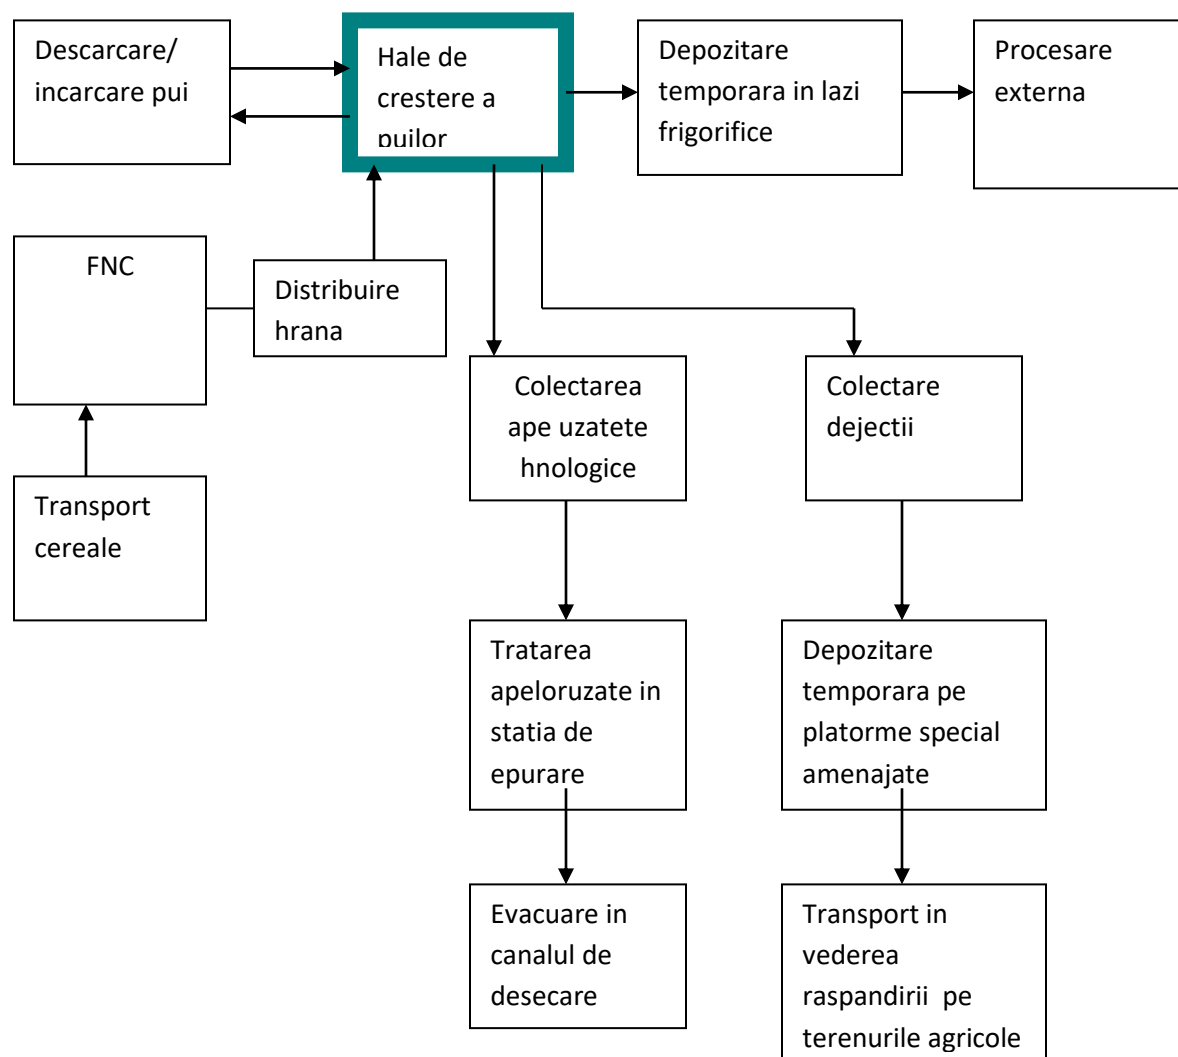 Descarcare/
incarcare pui
Hale de
crestere a
puilor
Depozitare
temporara in lazi
frigorifice
Procesare
externa
FNC
Distribuire
hrana
Transport
cereale
Colectarea
ape uzatete
hnologice
Colectare
dejectii
Tratarea
apeloruzate in
statia de
epurare
Depozitare
temporara pe
platorme special
amenajate
Evacuare in
canalul de
desecare
Transport in
vederea
raspandirii pe
terenurile agricole